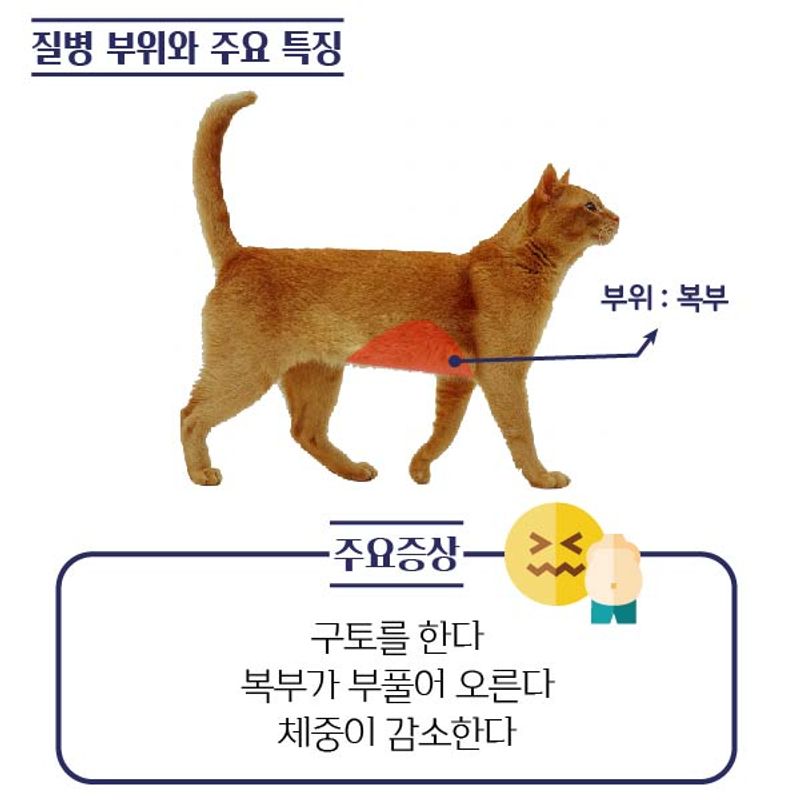 질병 부위와 주요 특징
부위 : 복부
주요증상
구토를 한다
복부가 부풀어 오른다
체중이 감소한다